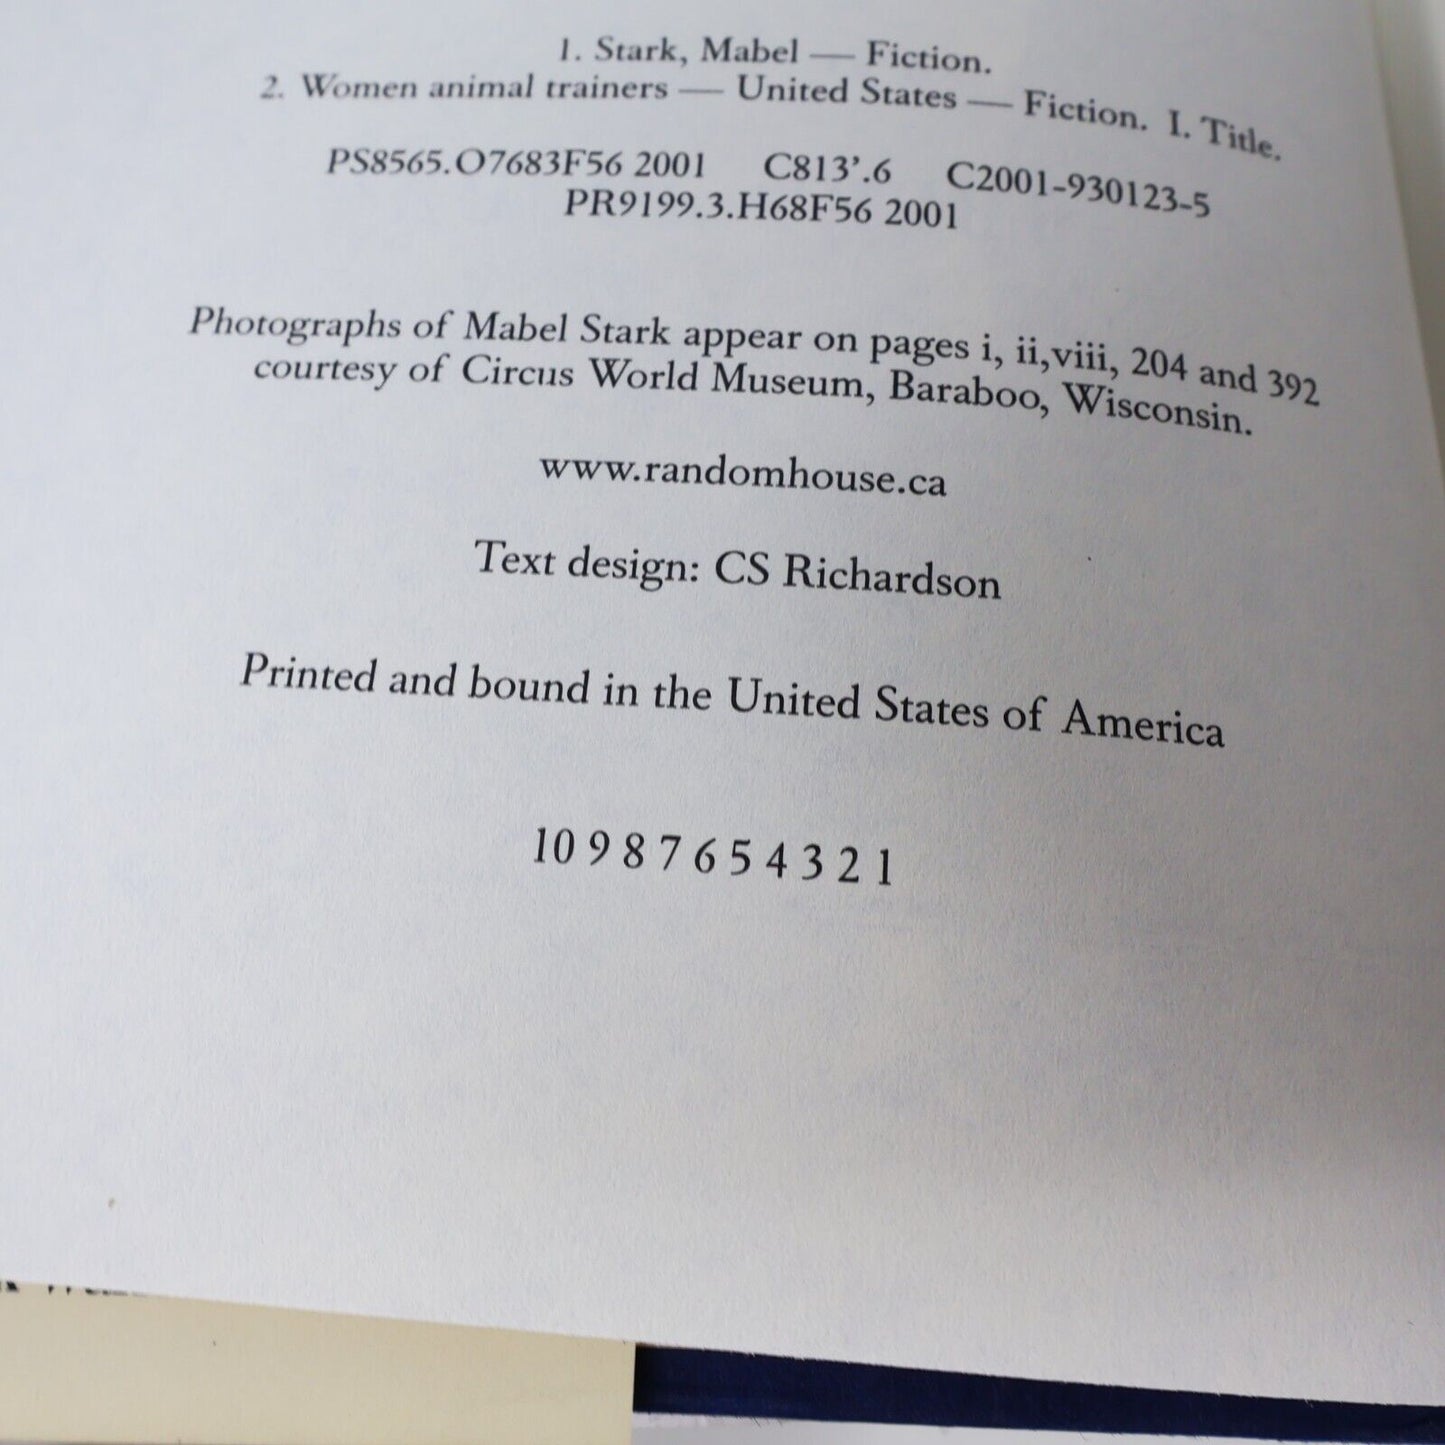 1. Stark, Mabel — Fiction.
2. Women animal trainers — United States — Fiction. I. Title.
PS8565.O7683F56 2001 C813'.6 C2001-930123-5
PR9199.3.H68F56 2001
Photographs of Mabel Stark appear on pages i, ii,viii, 204 and 392
courtesy of Circus World Museum, Baraboo, Wisconsin.
www.randomhouse.ca
Text design: CS Richardson
Printed and bound in the United States of America
10 9 8 7 6 5 4 3 2 1